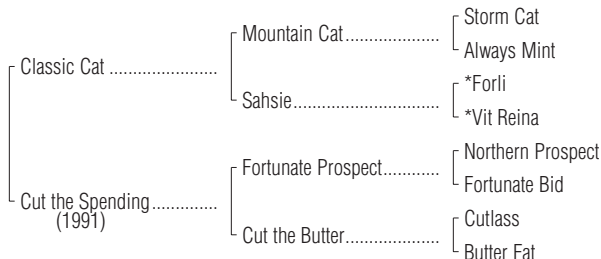 Storm Cat
Mountain Cat....................
Always Mint
Classic Cat .......................
*Forli
Sahsie...............................
*Vit Reina
Northern Prospect
Fortunate Prospect............
Fortunate Bid
Cut the Spending..............
(1991)
Cutlass
Cut the Butter....................
Butter Fat